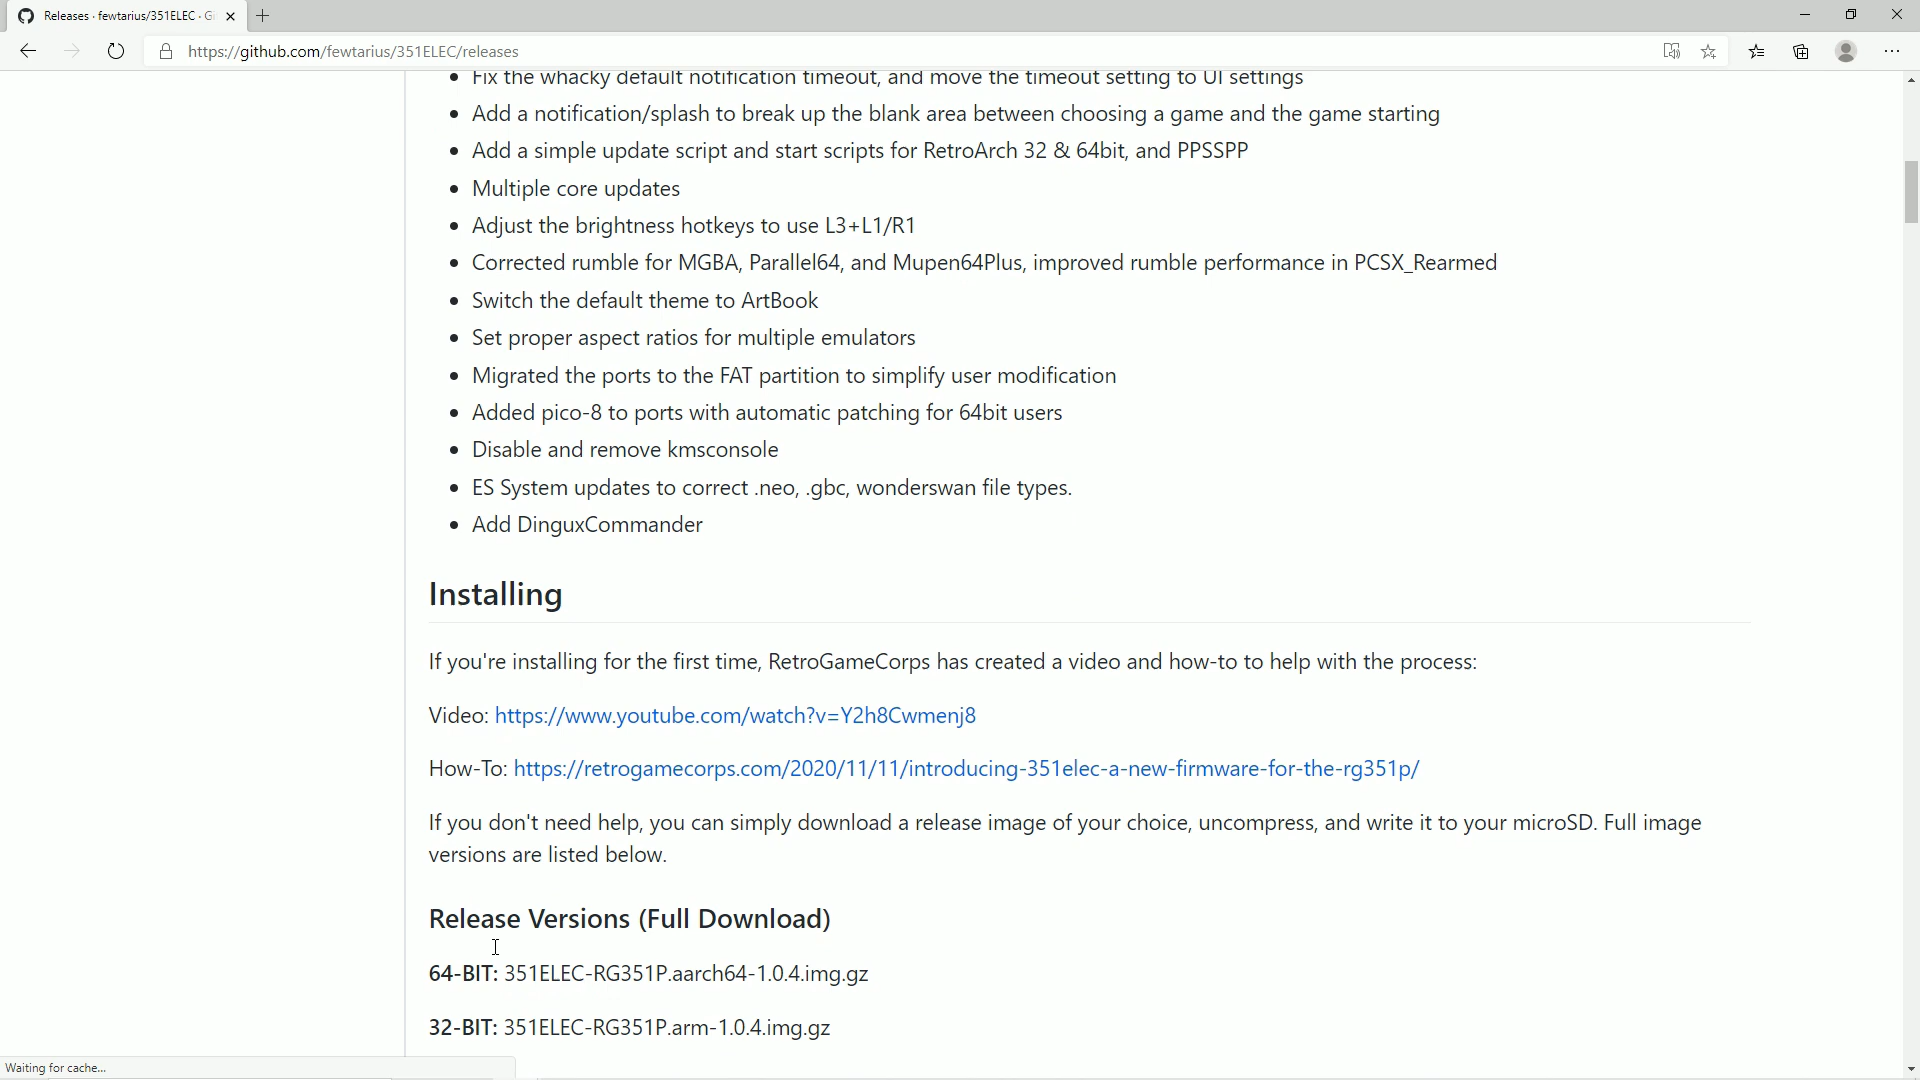 Releases · fewtarius/351ELEC · Gi
https://github.com/fewtarius/351ELEC/releases
Fix the whacky default notification timeout, and move the timeout setting to UI settings
Add a notification/splash to break up the blank area between choosing a game and the game starting
Add a simple update script and start scripts for RetroArch 32 & 64bit, and PPSSPP
Multiple core updates
Adjust the brightness hotkeys to use L3+L1/R1
Corrected rumble for MGBA, Parallel64, and Mupen64Plus, improved rumble performance in PCSX_Rearmed
Switch the default theme to ArtBook
Set proper aspect ratios for multiple emulators
Migrated the ports to the FAT partition to simplify user modification
Added pico-8 to ports with automatic patching for 64bit users
Disable and remove kmsconsole
ES System updates to correct .neo, .gbc, wonderswan file types.
Add DinguxCommander
Installing
If you're installing for the first time, RetroGameCorps has created a video and how-to to help with the process:
Video: https://www.youtube.com/watch?v=Y2h8Cwmenj8
How-To: https://retrogamecorps.com/2020/11/11/introducing-351elec-a-new-firmware-for-the-rg351p/
If you don't need help, you can simply download a release image of your choice, uncompress, and write it to your microSD. Full image
versions are listed below.
Release Versions (Full Download)
64-BIT: 351ELEC-RG351P.aarch64-1.0.4.img.gz
32-BIT: 351ELEC-RG351P.arm-1.0.4.img.gz
Waiting for cache...